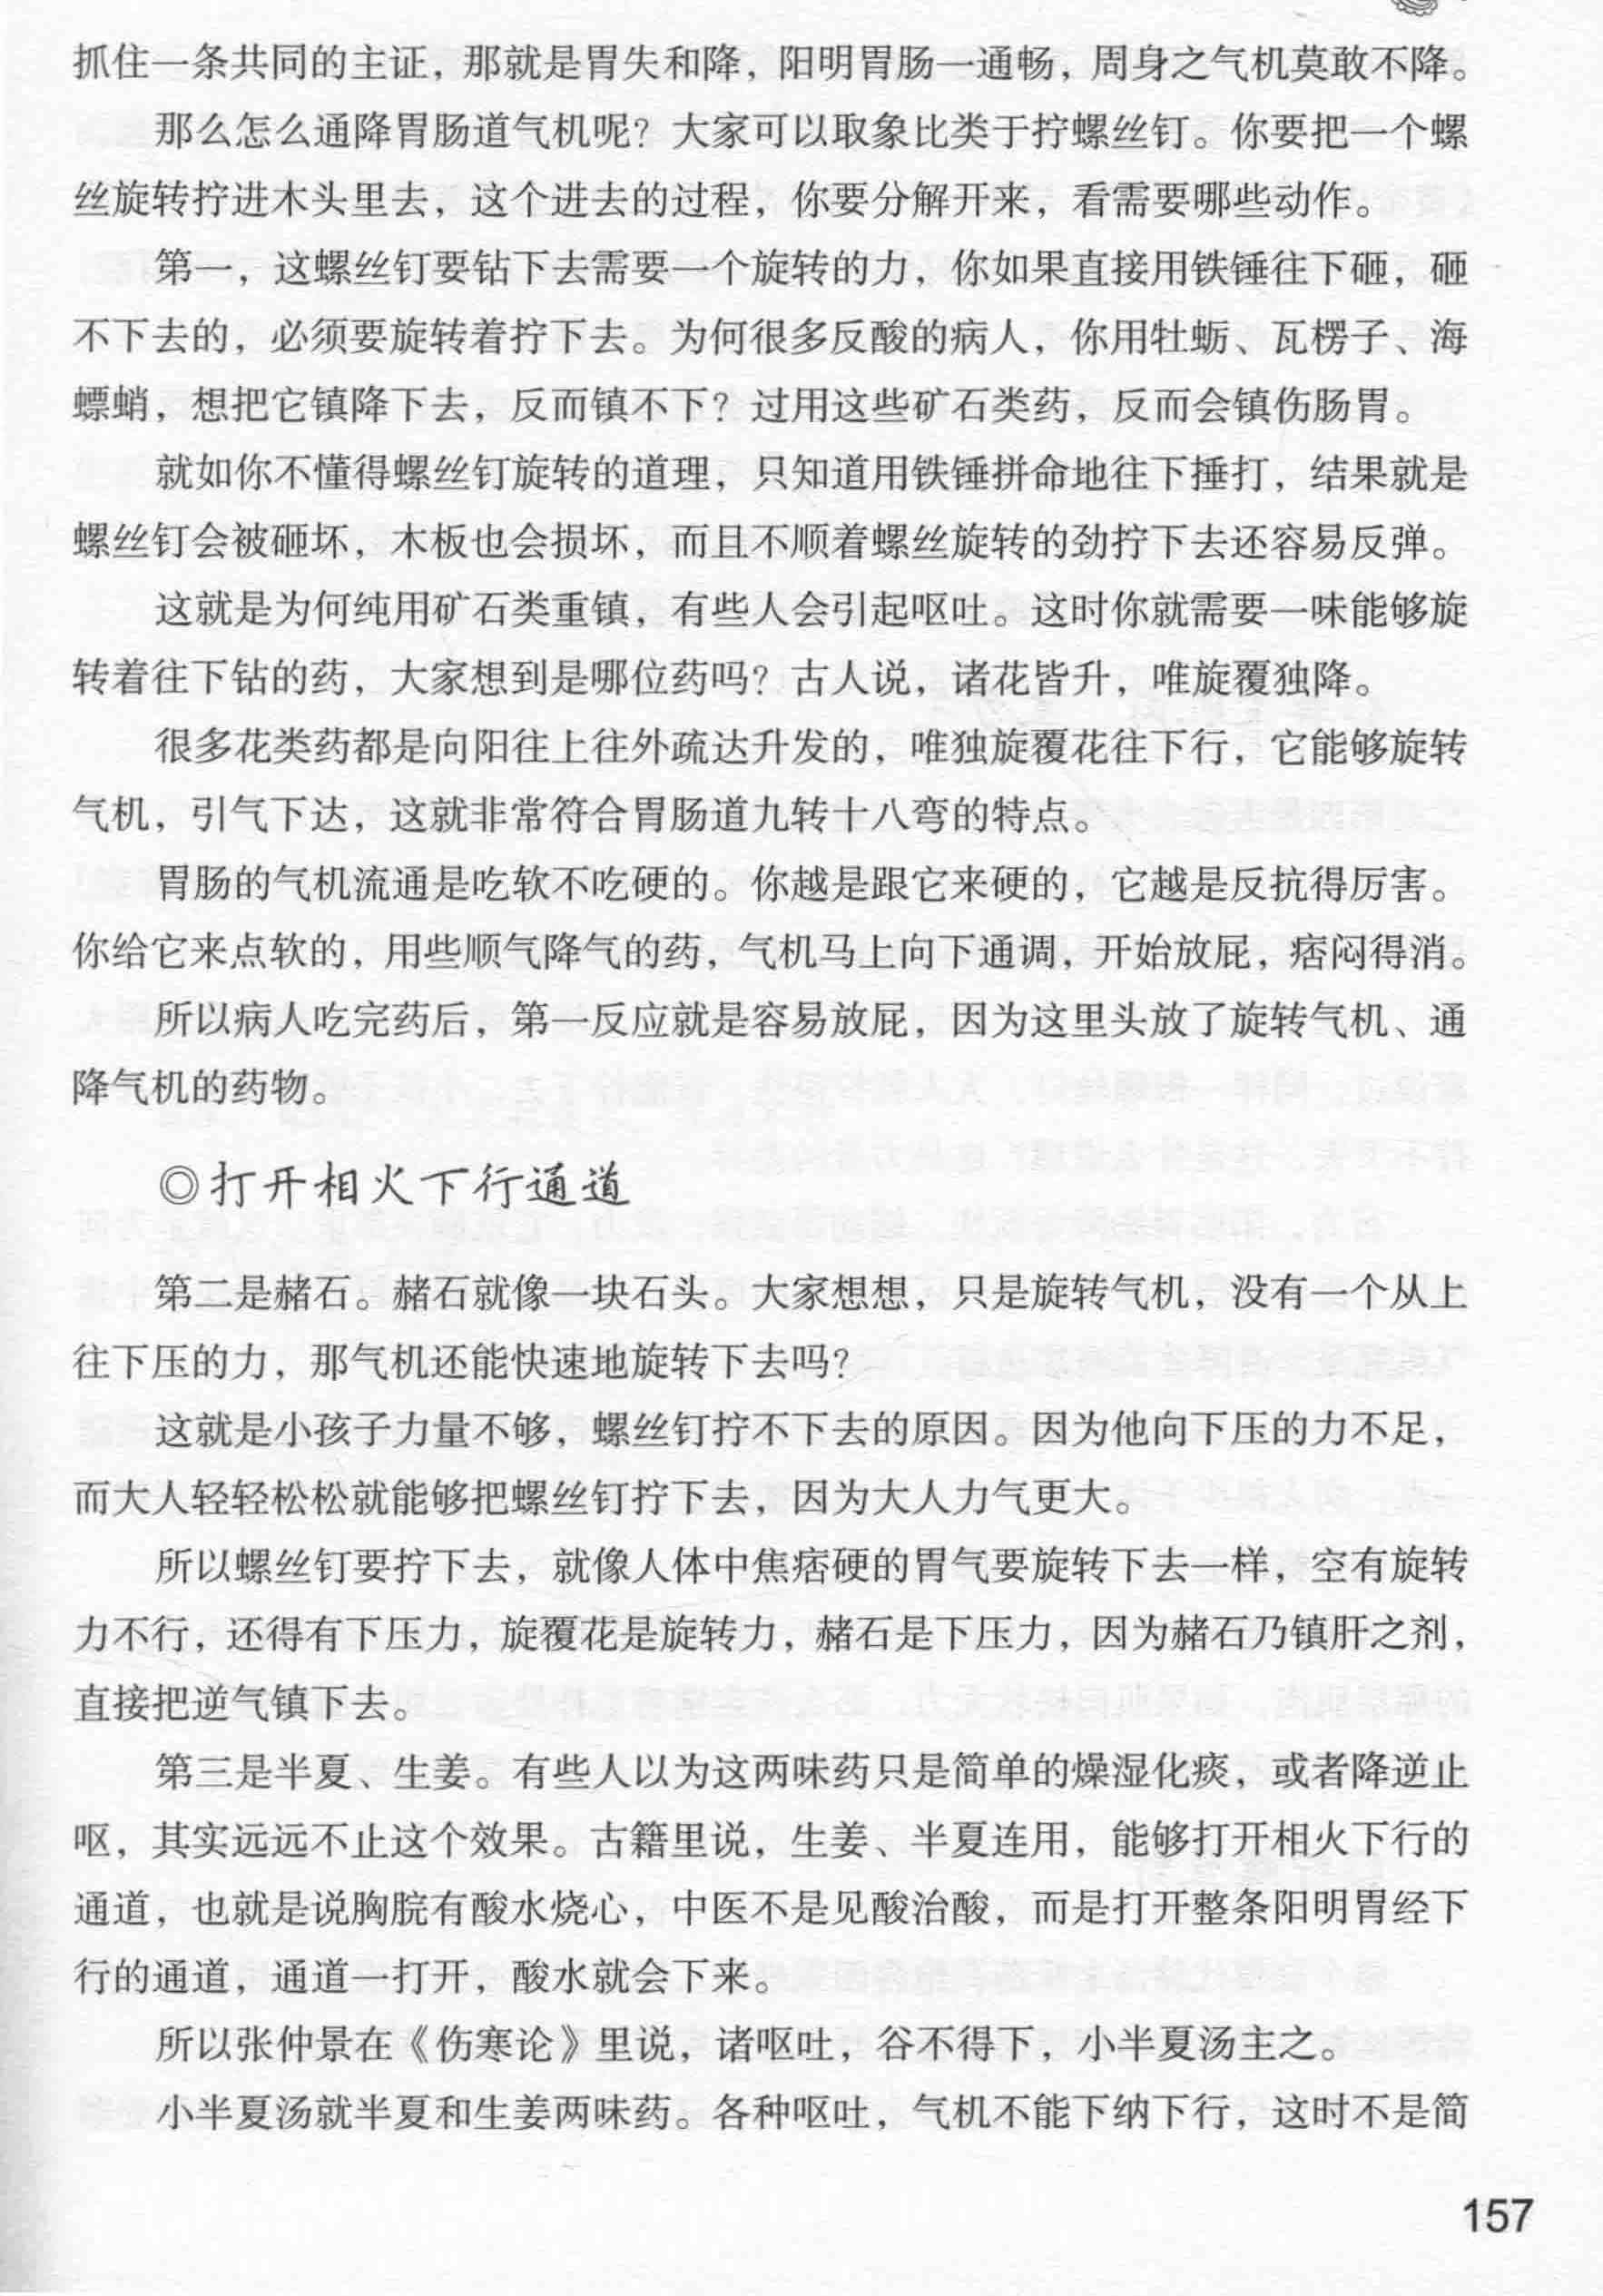 抓住一条共同的主证，那就是胃失和降，阳明胃肠一通畅，周身之气机莫敢不降。
那么怎么通降胃肠道气机呢？大家可以取象比类于拧螺丝钉。你要把一个螺
丝旋转拧进木头里去，这个进去的过程，你要分解开来，看需要哪些动作。
第一，这螺丝钉要钻下去需要一个旋转的力，你如果直接用铁锤往下砸，砸
不下去的，必须要旋转着拧下去。为何很多反酸的病人，你用牡蛎、瓦楞子、海
螵蛸，想把它镇降下去，反而镇不下？过用这些矿石类药，反而会镇伤肠胃。
就如你不懂得螺丝钉旋转的道理，只知道用铁锤拼命地往下捶打，结果就是
螺丝钉会被砸坏，木板也会损坏，而且不顺着螺丝旋转的劲拧下去还容易反弹。
这就是为何纯用矿石类重镇，有些人会引起呕吐。这时你就需要一味能够旋
转着往下钻的药，大家想到是哪位药吗？古人说，诸花皆升，唯旋覆独降。
很多花类药都是向阳往上往外疏达升发的，唯独旋覆花往下行，它能够旋转
气机，引气下达，这就非常符合胃肠道九转十八弯的特点。
胃肠的气机流通是吃软不吃硬的。你越是跟它来硬的，它越是反抗得厉害。
你给它来点软的，用些顺气降气的药，气机马上向下通调，开始放屁，痞闷得消。
所以病人吃完药后，第一反应就是容易放屁，因为这里头放了旋转气机、通
降气机的药物。
◎打开相火下行通道
第二是赭石。赭石就像一块石头。大家想想，只是旋转气机，没有一个从上
往下压的力，那气机还能快速地旋转下去吗？
这就是小孩子力量不够，螺丝钉拧不下去的原因。因为他向下压的力不足，
而大人轻轻松松就能够把螺丝钉拧下去，因为大人力气更大。
所以螺丝钉要拧下去，就像人体中焦痞硬的胃气要旋转下去一样，空有旋转
力不行，还得有下压力，旋覆花是旋转力，赭石是下压力，因为赭石乃镇肝之剂，
直接把逆气镇下去。
第三是半夏、生姜。有些人以为这两味药只是简单的燥湿化痰，或者降逆止
呕，其实远远不止这个效果。古籍里说，生姜、半夏连用，能够打开相火下行的
通道，也就是说胸脘有酸水烧心，中医不是见酸治酸，而是打开整条阳明胃经下
行的通道，通道一打开，酸水就会下来。
所以张仲景在《伤寒论》里说，诸呕吐，谷不得下，小半夏汤主之。
小半夏汤就半夏和生姜两味药。各种呕吐，气机不能下纳下行，这时不是简
157